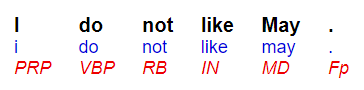 I do not like May .
i do not like may .
PRP VBP RB IN MD Fp